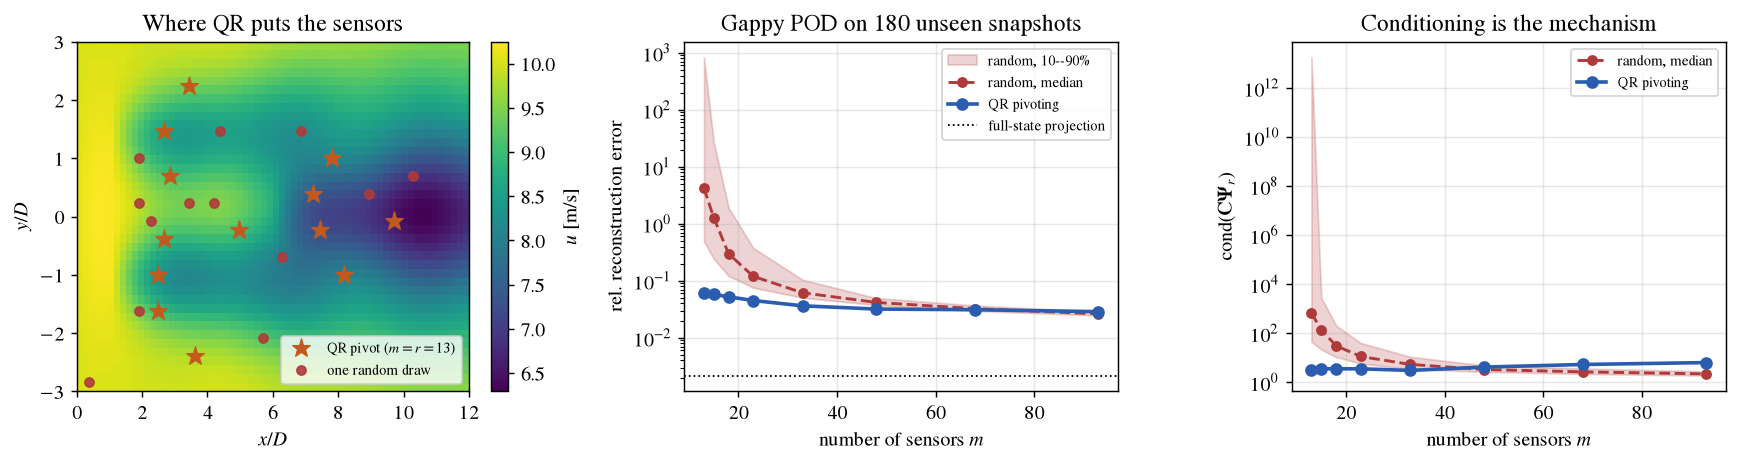 Where QR puts the sensors
3
2
1
0
−1
−2
−3
y/D
0
2
4
6
8
10
12
x/D
QR pivot (m = r = 13)
one random draw
10.0
9.5
9.0
8.5
8.0
7.5
7.0
6.5
u [m/s]
Gappy POD on 180 unseen snapshots
10³
10²
10¹
10⁰
10⁻¹
10⁻²
rel. reconstruction error
20
40
60
80
number of sensors m
random, 10--90%
random, median
QR pivoting
full-state projection
Conditioning is the mechanism
10¹²
10¹⁰
10⁸
10⁶
10⁴
10²
10⁰
cond(CΨᵣ)
20
40
60
80
number of sensors m
random, median
QR pivoting